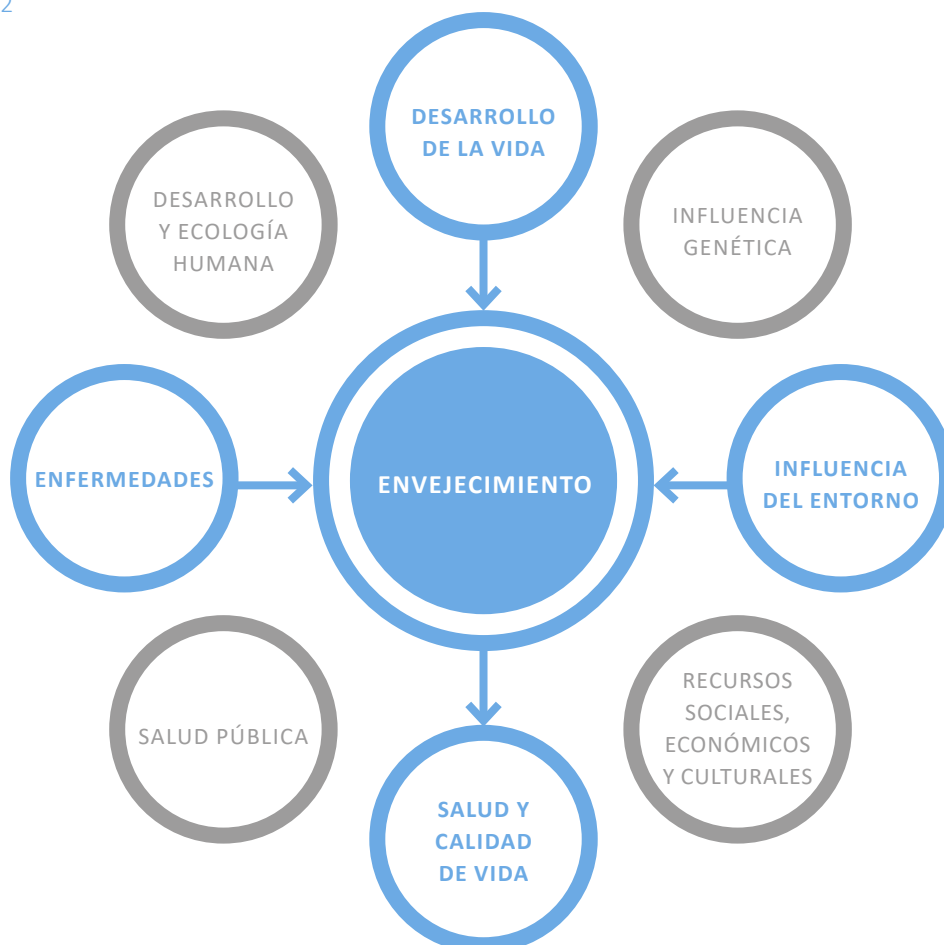 2
DESARROLLO
DE LA VIDA
DESARROLLO
Y ECOLOGÍA
HUMANA
INFLUENCIA
GENÉTICA
ENFERMEDADES
ENVEJECIMIENTO
INFLUENCIA
DEL ENTORNO
SALUD PÚBLICA
RECURSOS
SOCIALES,
ECONÓMICOS
Y CULTURALES
SALUD Y
CALIDAD
DE VIDA